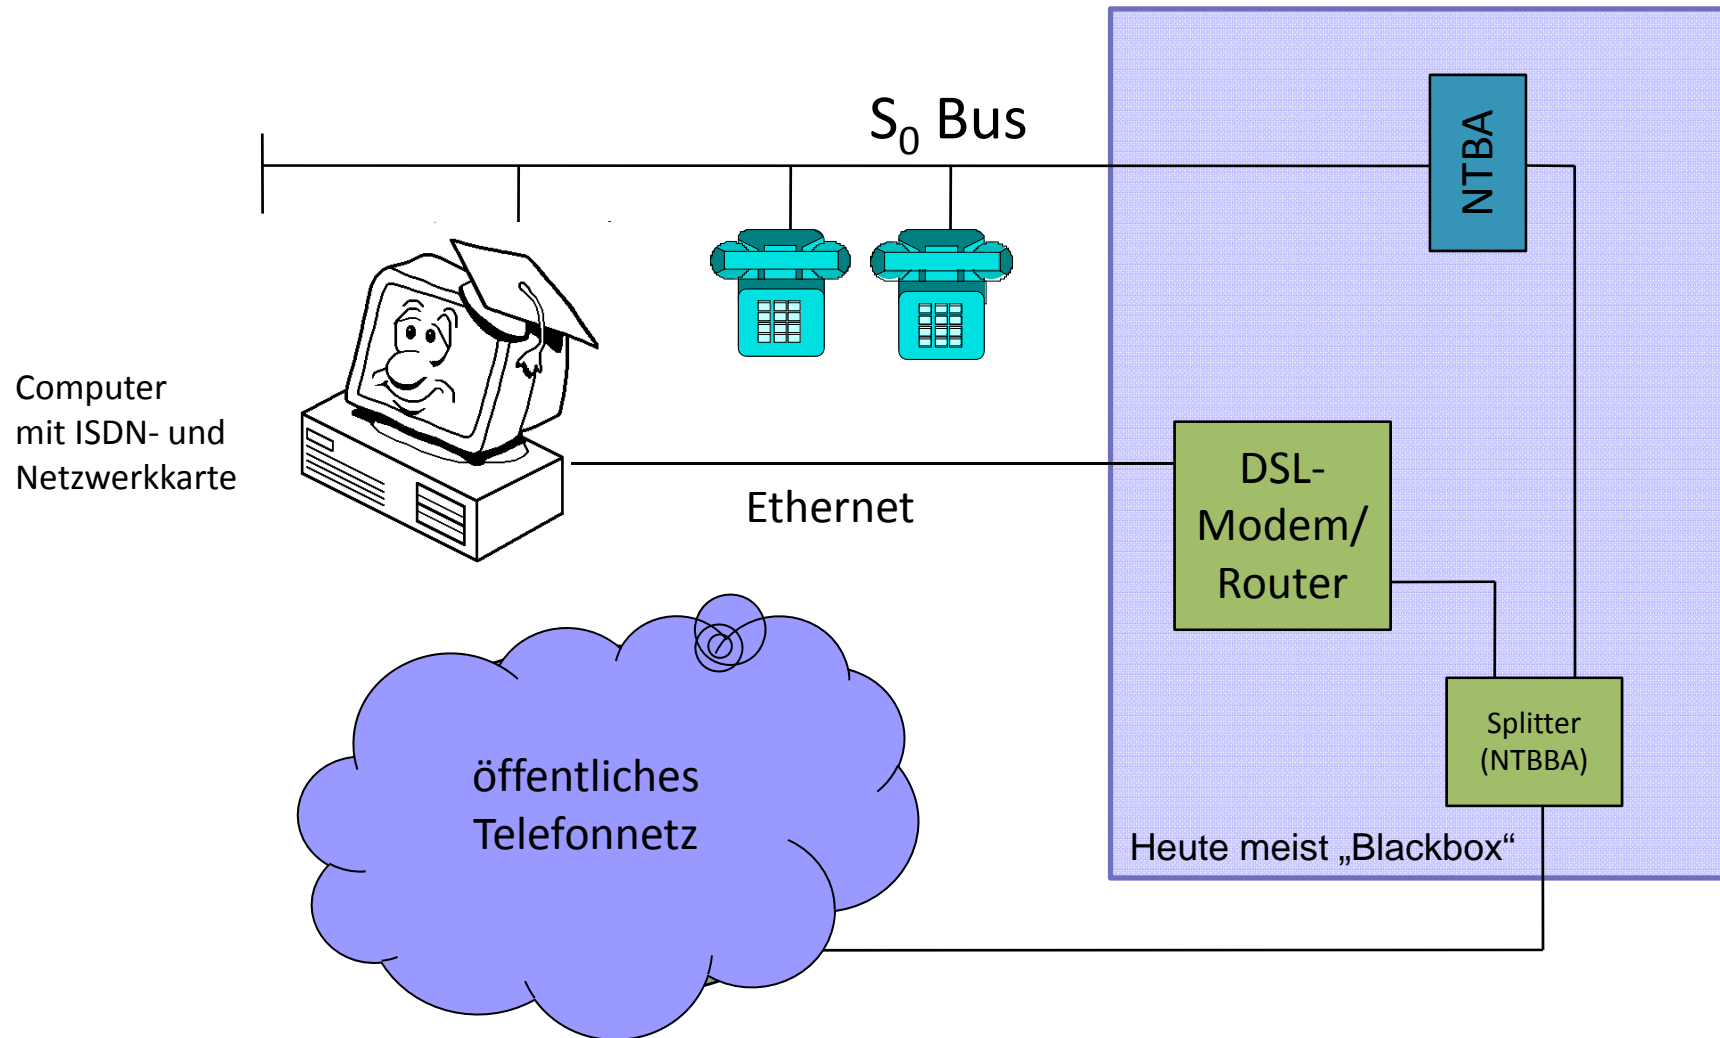 S₀ Bus
NTBA
Computer
mit ISDN- und
Netzwerkkarte
Ethernet
DSL-
Modem/
Router
Splitter
(NTBBA)
öffentliches
Telefonnetz
Heute meist „Blackbox“